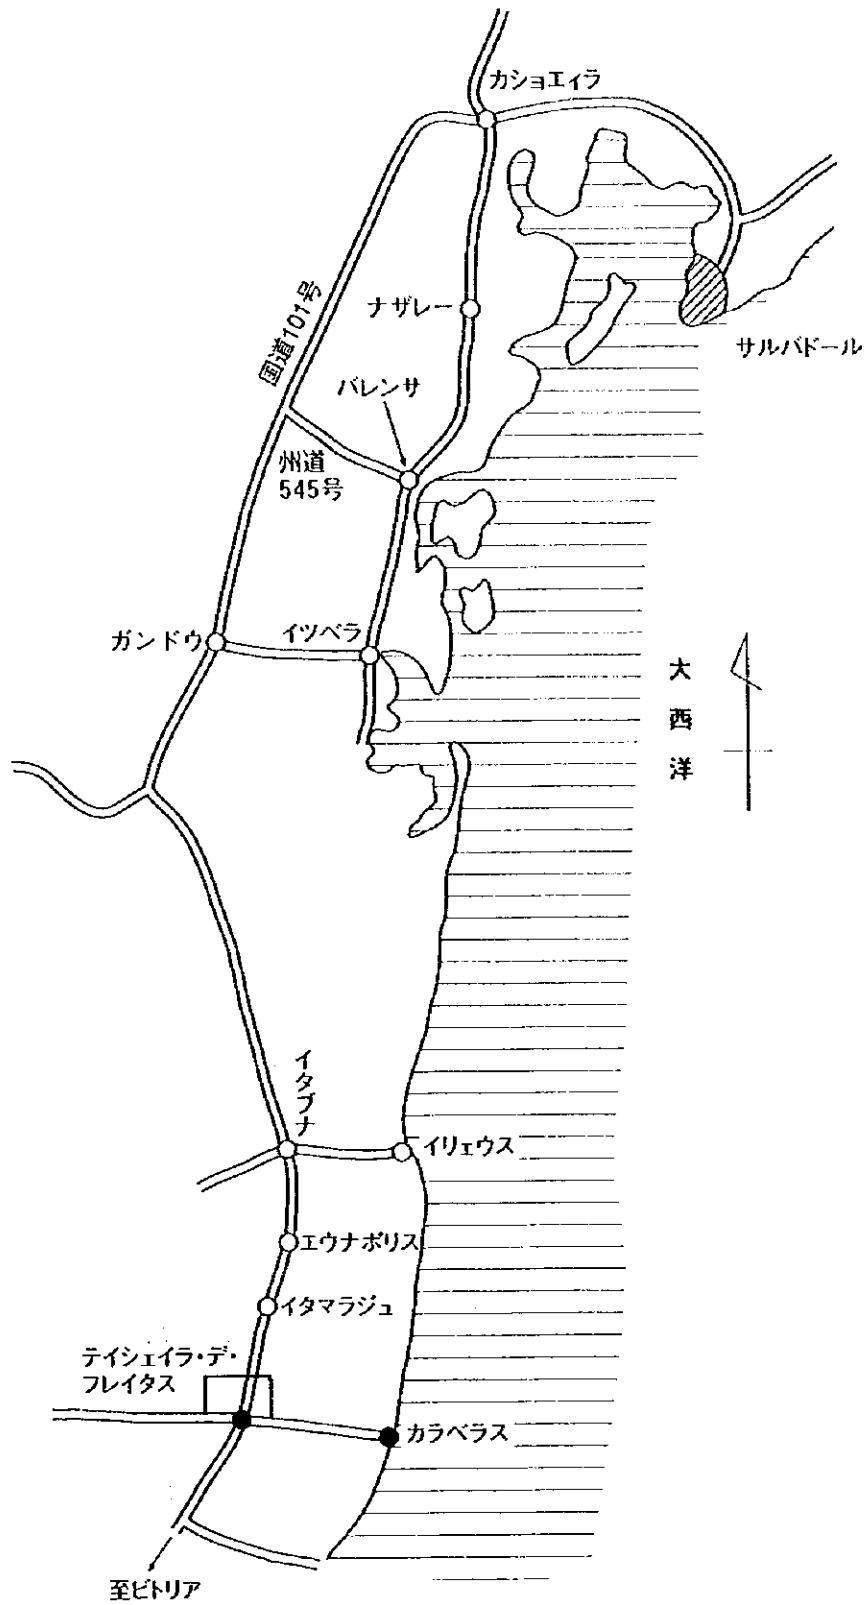 カショエィラ
国道101号
ナザレー
サルバドール
バレンサ
州道
545号
ガンドウ
イツベラ
大西洋
イタブナ
イリェウス
エウナポリス
イタマラジュ
テイシェイラ・デ・
フレイタス
カラベラス
至ビトリア